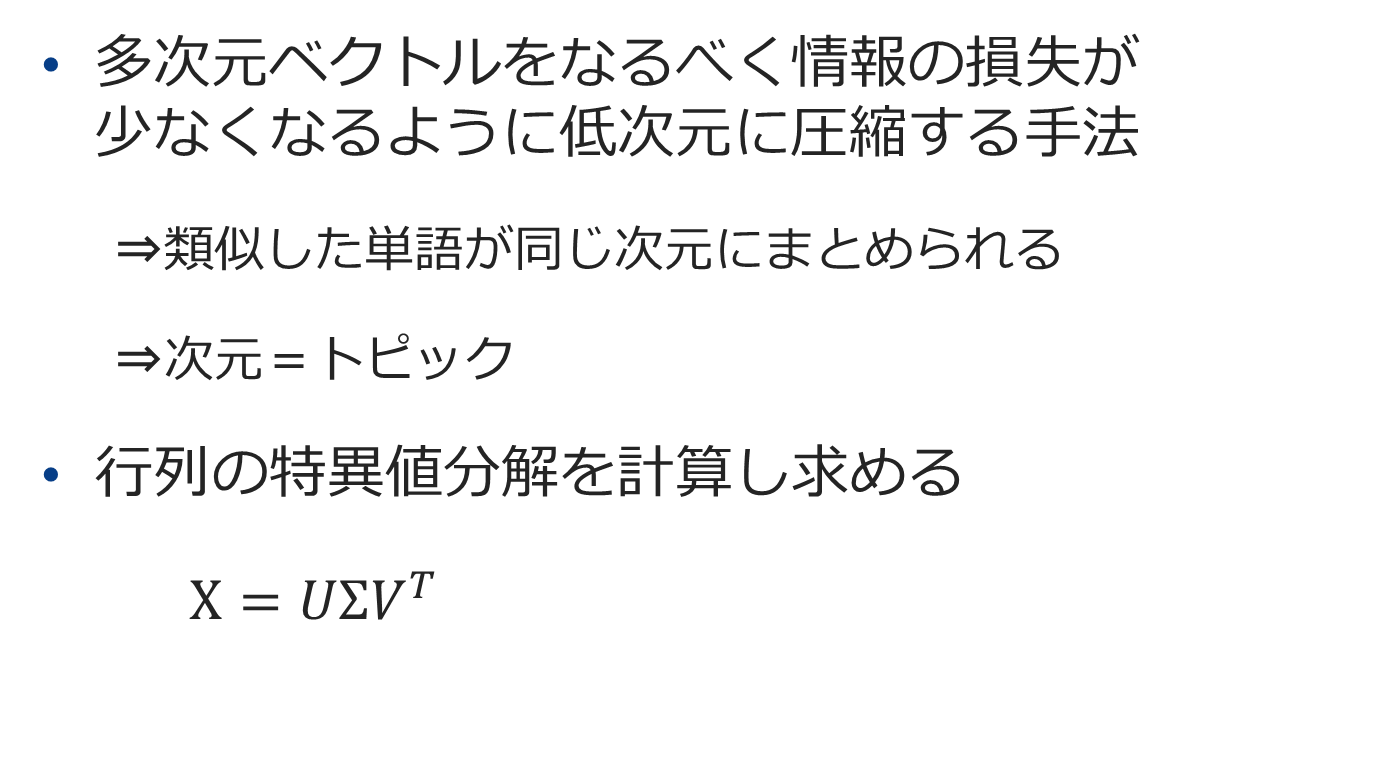 • 多次元ベクトルをなるべく情報の損失が
少なくなるように低次元に圧縮する手法
⇒類似した単語が同じ次元にまとめられる
⇒次元＝トピック
• 行列の特異値分解を計算し求める
X = UΣV^T